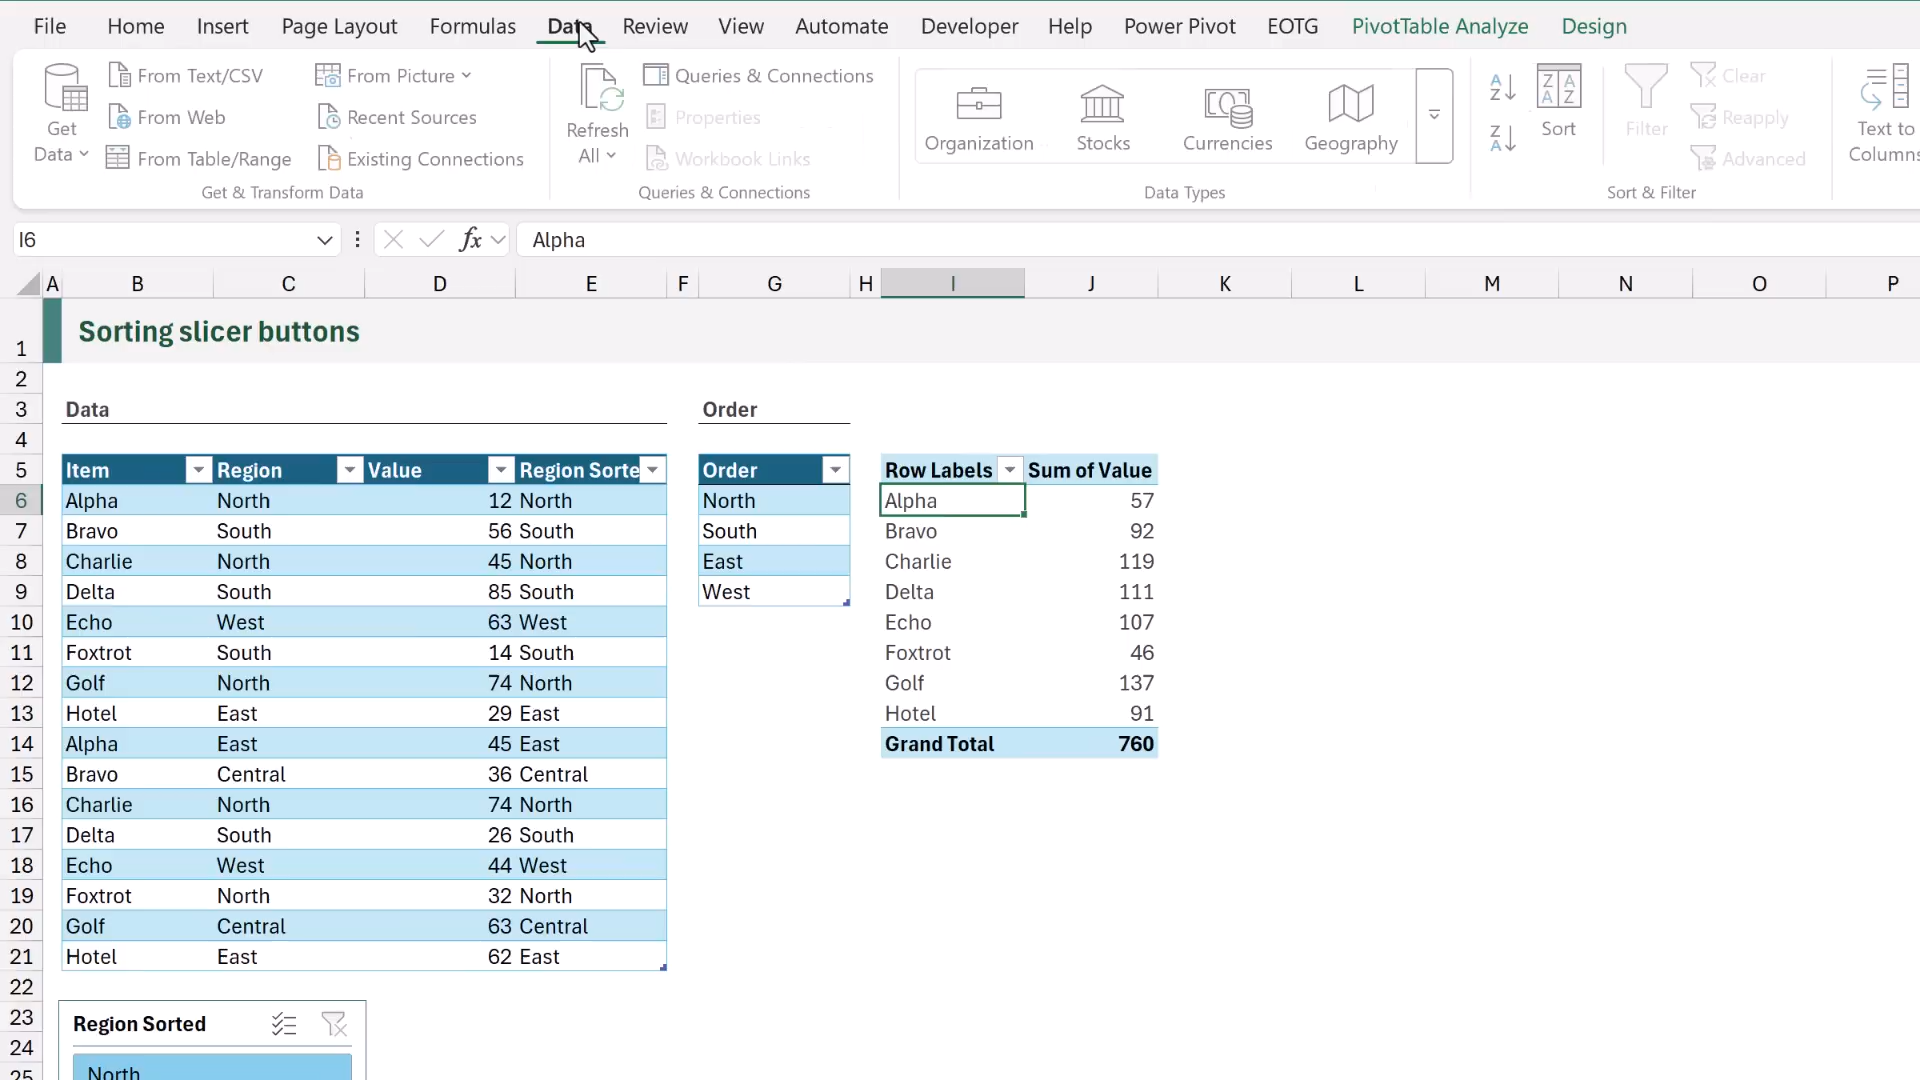 File Home Insert Page Layout Formulas Data Review View Automate Developer Help Power Pivot EOTG PivotTable Analyze Design
Get Data
From Text/CSV
From Web
From Table/Range
From Picture
Recent Sources
Existing Connections
Get & Transform Data
Refresh All
Queries & Connections
Properties
Workbook Links
Queries & Connections
Organization
Stocks
Currencies
Geography
Data Types
A Z
Z A
Z A A Z
Sort
Filter
Clear
Reapply
Advanced
Sort & Filter
Text to Columns
I6 fx Alpha
A B C D E F G H I J K L M N O P
1 Sorting slicer buttons
2
3 Data Order
4
5 Item Region Value Region Sorte Order Row Labels Sum of Value
6 Alpha North 12 North North Alpha 57
7 Bravo South 56 South South Bravo 92
8 Charlie North 45 North East Charlie 119
9 Delta South 85 South West Delta 111
10 Echo West 63 West Echo 107
11 Foxtrot South 14 South Foxtrot 46
12 Golf North 74 North Golf 137
13 Hotel East 29 East Hotel 91
14 Alpha East 45 East Grand Total 760
15 Bravo Central 36 Central
16 Charlie North 74 North
17 Delta South 26 South
18 Echo West 44 West
19 Foxtrot North 32 North
20 Golf Central 63 Central
21 Hotel East 62 East
22
23 Region Sorted
24
25 North